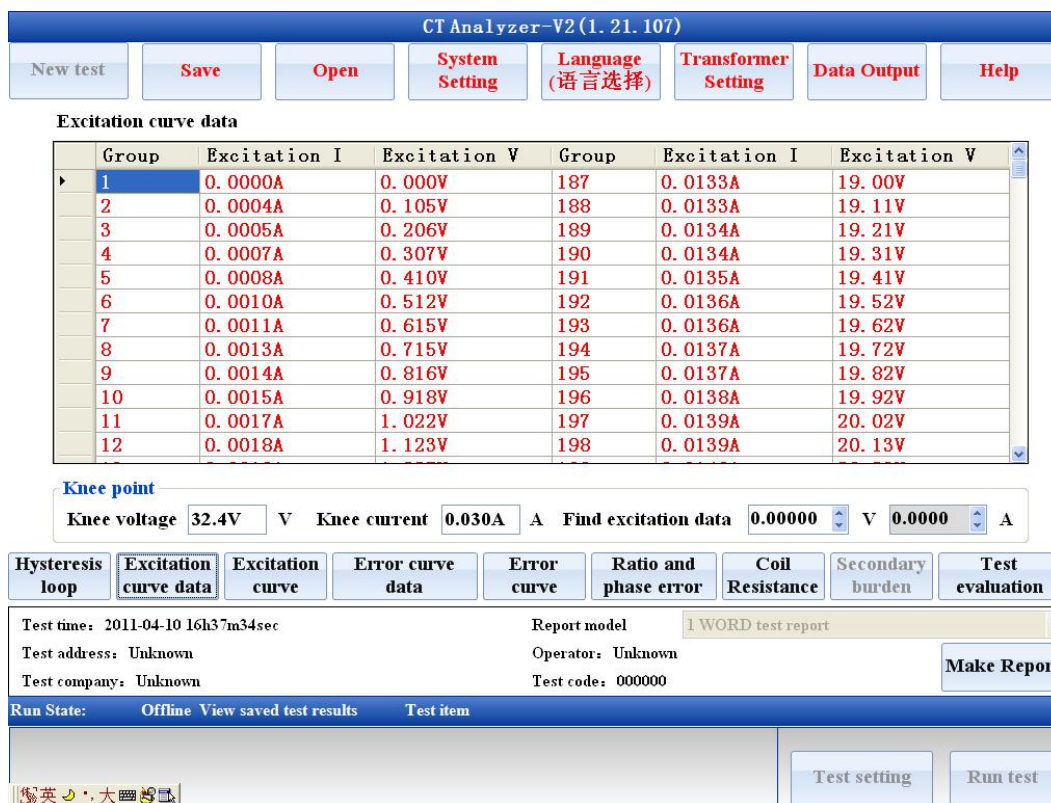 CT Analyzer-V2(1.21.107)
New test Save Open System Setting Language (语言选择) Transformer Setting Data Output Help
Excitation curve data
Group Excitation I Excitation V Group Excitation I Excitation V
1 0.0000A 0.000V 187 0.0133A 19.00V
2 0.0004A 0.105V 188 0.0133A 19.11V
3 0.0005A 0.206V 189 0.0134A 19.21V
4 0.0007A 0.307V 190 0.0134A 19.31V
5 0.0008A 0.410V 191 0.0135A 19.41V
6 0.0010A 0.512V 192 0.0136A 19.52V
7 0.0011A 0.615V 193 0.0136A 19.62V
8 0.0013A 0.715V 194 0.0137A 19.72V
9 0.0014A 0.816V 195 0.0137A 19.82V
10 0.0015A 0.918V 196 0.0138A 19.92V
11 0.0017A 1.022V 197 0.0139A 20.02V
12 0.0018A 1.123V 198 0.0139A 20.13V
Knee point
Knee voltage 32.4V V Knee current 0.030A A Find excitation data 0.00000 V 0.0000 A
Hysteresis loop Excitation curve data Excitation curve Error curve data Error curve Ratio and phase error Coil Resistance Secondary burden Test evaluation
Test time: 2011-04-10 16h37m34sec Report model 1 WORD test report
Test address: Unknown Operator: Unknown
Test company: Unknown Test code: 000000 Make Repor
Run State: Offline View saved test results Test item
Test setting Run test
英 大